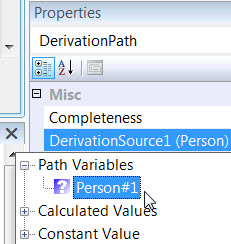 Properties
DerivationPath
Misc
Completeness
DerivationSource1 (Person)
Path Variables
Person#1
Calculated Values
Constant Value